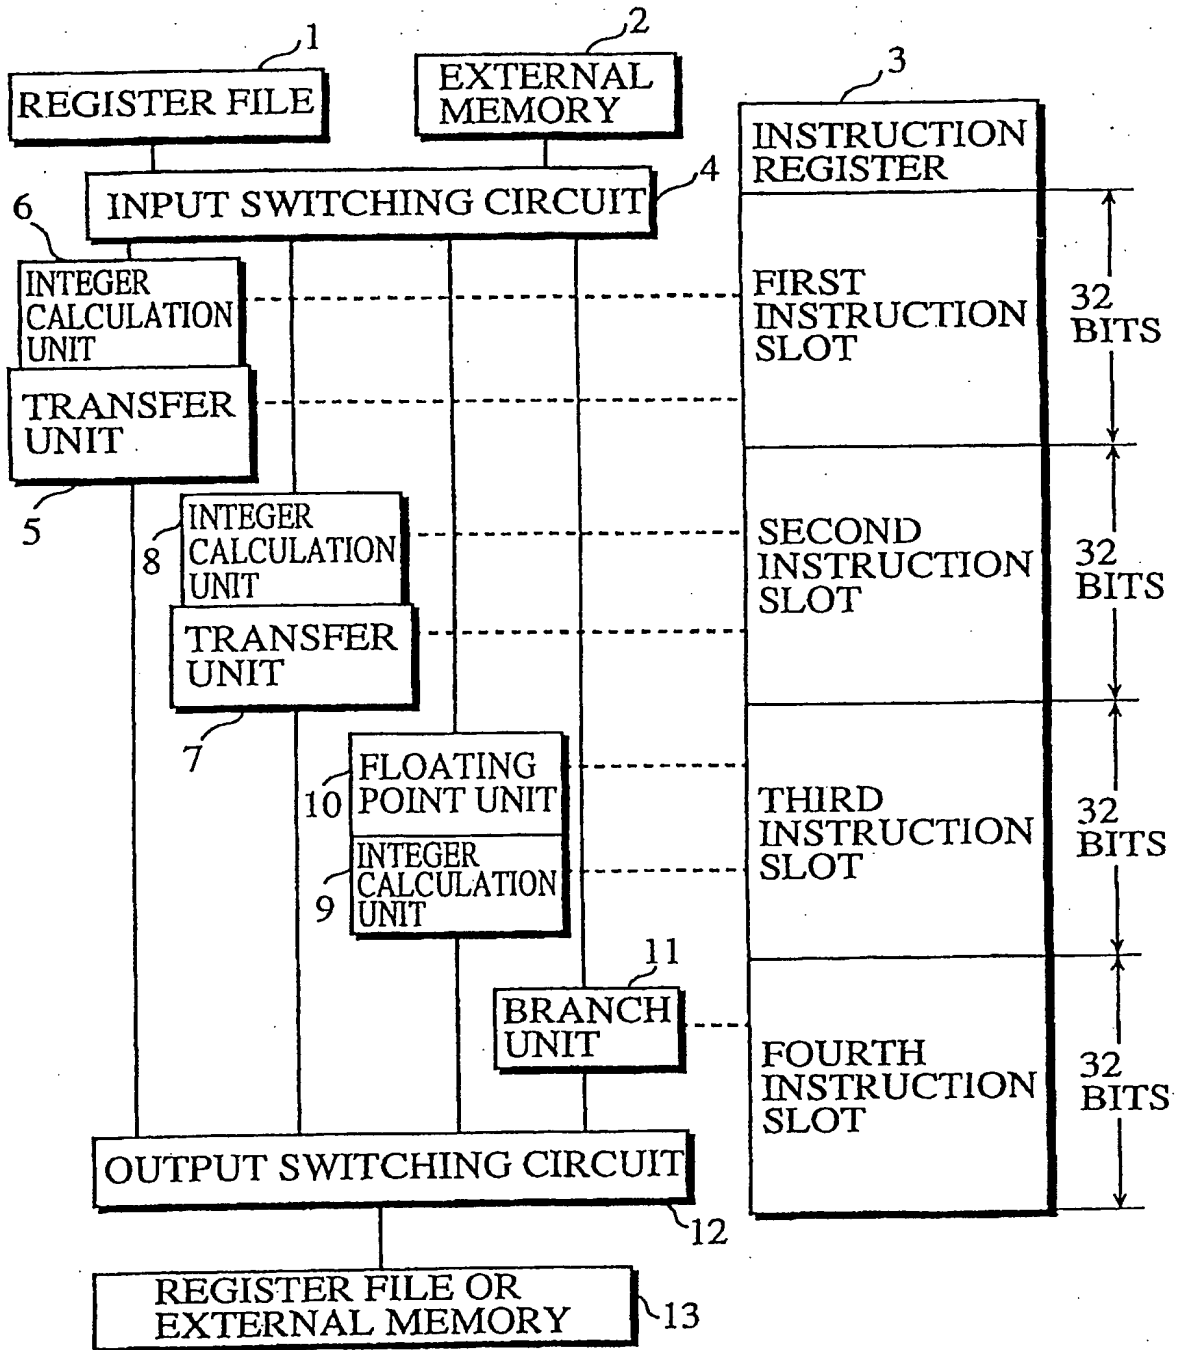 1
REGISTER FILE
2
EXTERNAL
MEMORY
3
INSTRUCTION
REGISTER
4
INPUT SWITCHING CIRCUIT
6
INTEGER
CALCULATION
UNIT
TRANSFER
UNIT
5
FIRST
INSTRUCTION
SLOT
32
BITS
8
INTEGER
CALCULATION
UNIT
TRANSFER
UNIT
7
SECOND
INSTRUCTION
SLOT
32
BITS
10
FLOATING
POINT UNIT
9
INTEGER
CALCULATION
UNIT
THIRD
INSTRUCTION
SLOT
32
BITS
11
BRANCH
UNIT
FOURTH
INSTRUCTION
SLOT
32
BITS
OUTPUT SWITCHING CIRCUIT
12
REGISTER FILE OR
EXTERNAL MEMORY
13